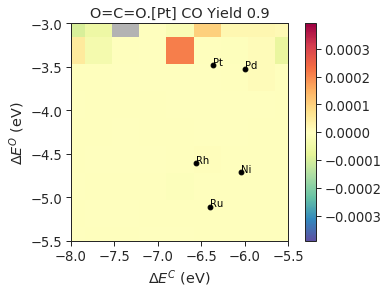 O=C=O.[Pt] CO Yield 0.9
−3.0
−3.5
−4.0
−4.5
−5.0
−5.5
ΔE^O (eV)
Pt
Pd
Rh
Ni
Ru
−8.0 −7.5 −7.0 −6.5 −6.0 −5.5
ΔE^C (eV)
0.0003
0.0002
0.0001
0.0000
−0.0001
−0.0002
−0.0003